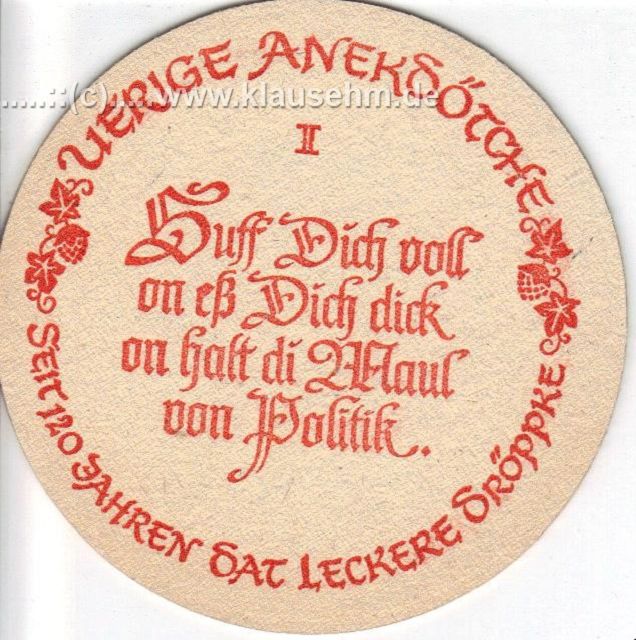 UERIGE ANEKDÖTCHE
.....::(c).....www.klausehm.de
II
Suff Dich voll
on eß Dich dick
on halt di Maul
von Politik.
SEIT 120 JAHREN DAT LECKERE DRÖPPKE